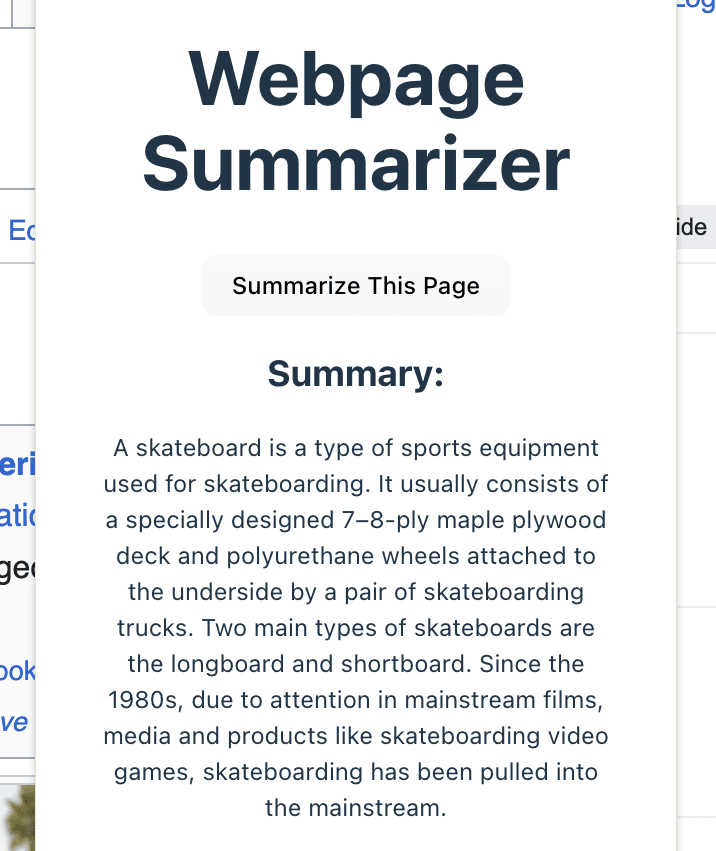 Webpage
Summarizer
Ed
ide
Summarize This Page
Summary:
A skateboard is a type of sports equipment
used for skateboarding. It usually consists of
a specially designed 7–8-ply maple plywood
deck and polyurethane wheels attached to
the underside by a pair of skateboarding
trucks. Two main types of skateboards are
the longboard and shortboard. Since the
1980s, due to attention in mainstream films,
media and products like skateboarding video
games, skateboarding has been pulled into
the mainstream.
eri
atio
ged
ook
ve